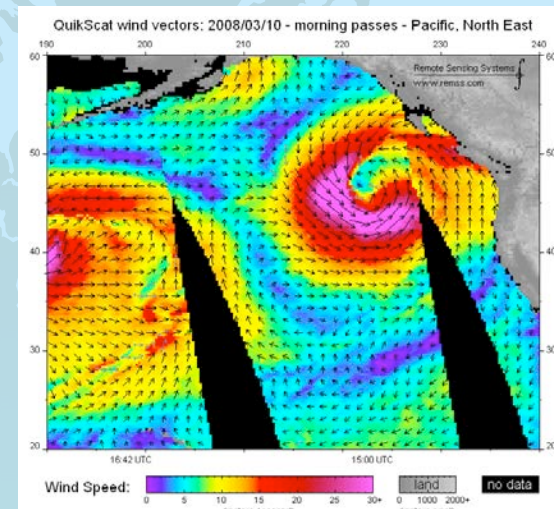 QuikScat wind vectors: 2008/03/10 - morning passes - Pacific, North East
190 200 210 220 230 240
60 60
Remote Sensing Systems
www.remss.com
50 50
40 40
30 30
20 20
16:42 UTC 15:00 UTC
Wind Speed: land no data
0 5 10 15 20 25 30+ 0 1000 2000+